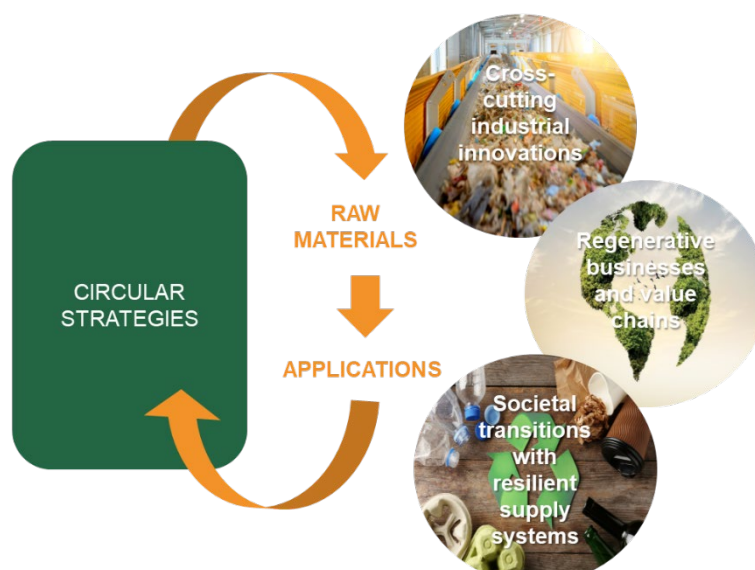 CIRCULAR
STRATEGIES
RAW
MATERIALS
APPLICATIONS
Cross-
cutting
industrial
innovations
Regenerative
businesses
and value
chains
Societal
transitions
with
resilient
supply
systems